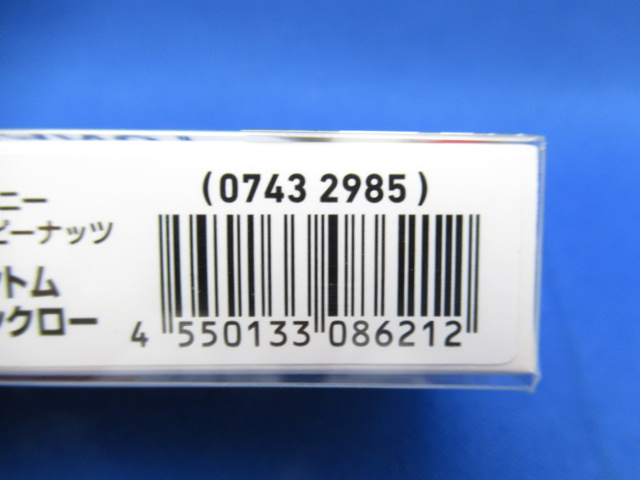 (0743 2985)
ニー
ピーナッツ
ットム
ックロー
4 550133 086212